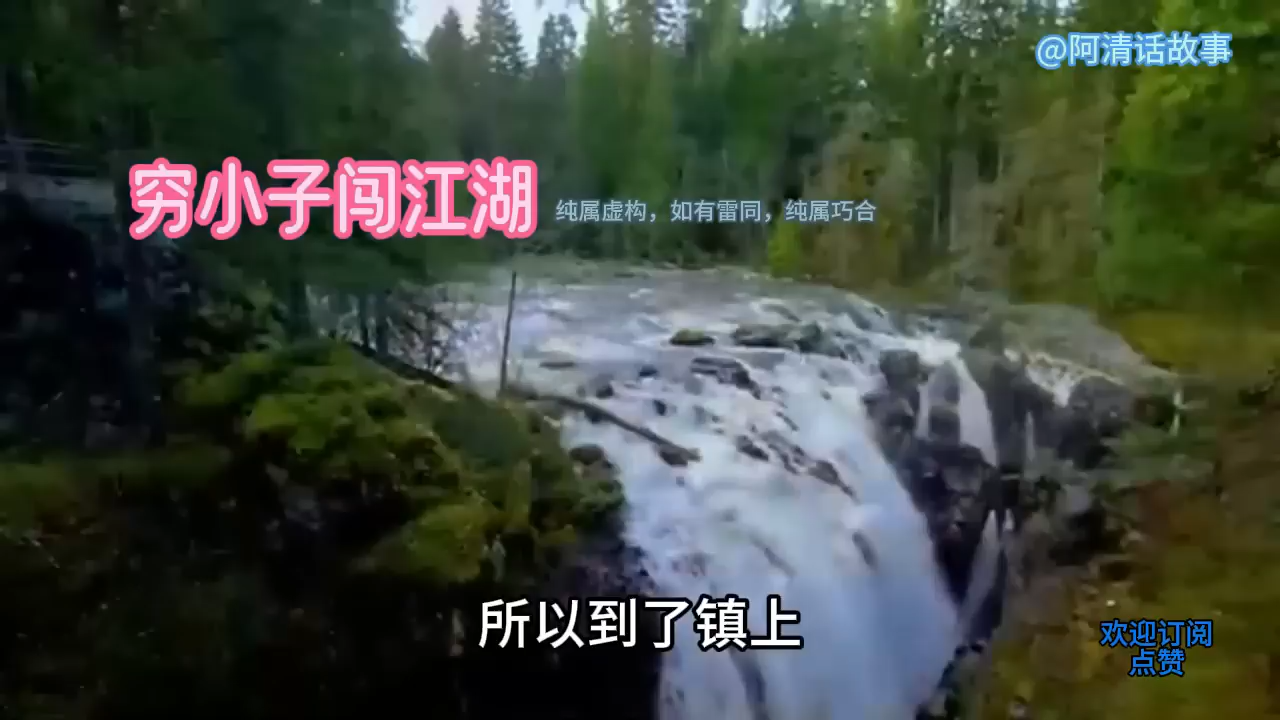 @阿清话故事
穷小子闯江湖
纯属虚构，如有雷同，纯属巧合
所以到了镇上
欢迎订阅
点赞